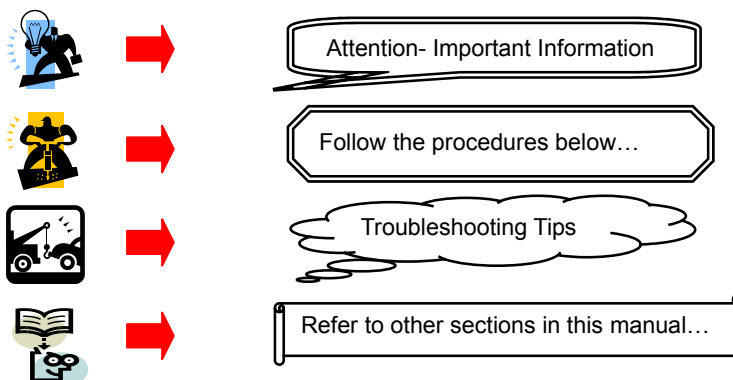 Attention- Important Information
Follow the procedures below…
Troubleshooting Tips
Refer to other sections in this manual…